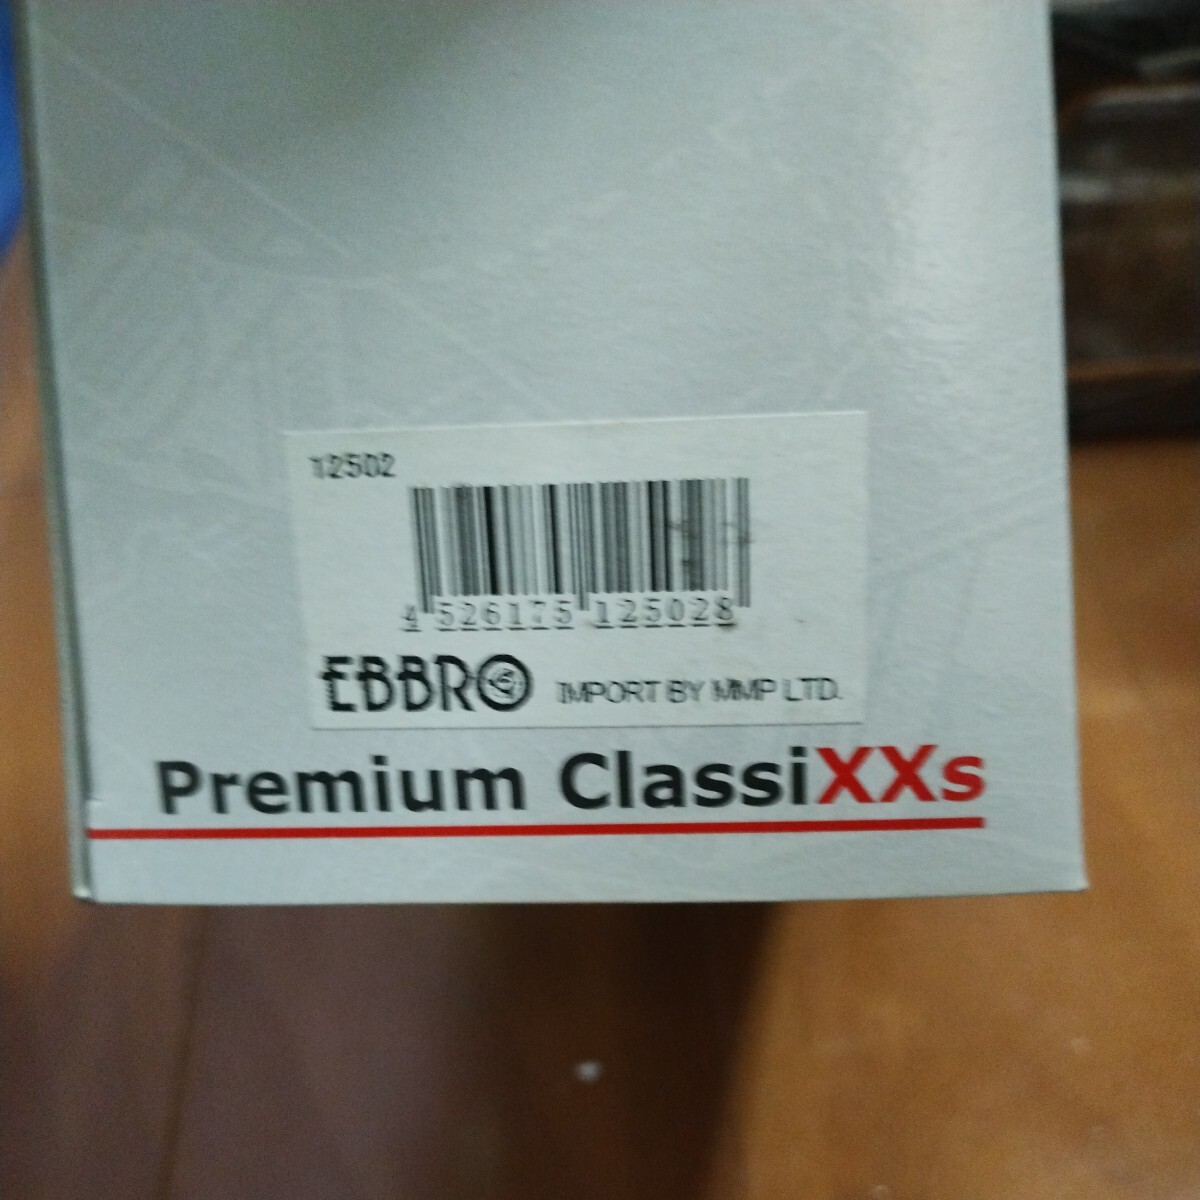 12502
4 526175 125028
EBBRO IMPORT BY MMP LTD.
Premium ClassiXXs